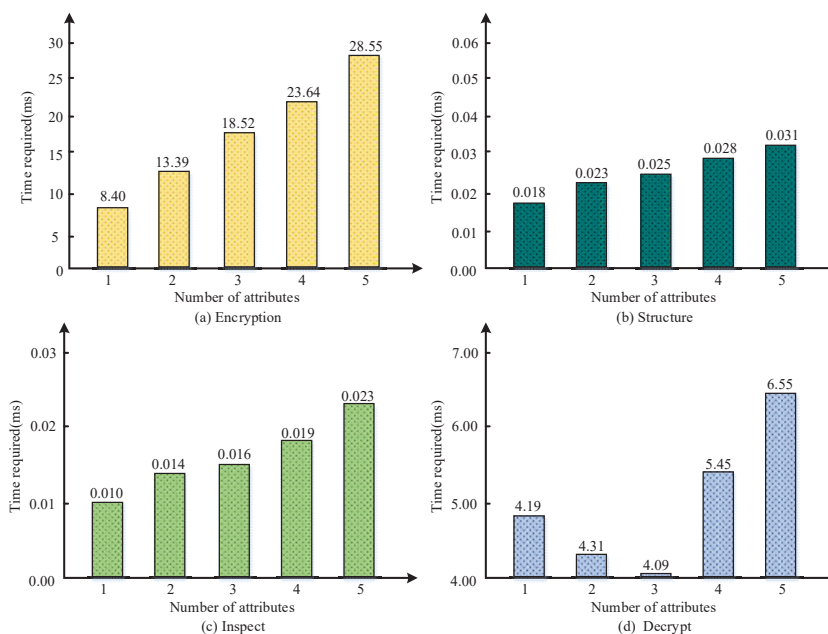 Time required(ms)
30
25
20
15
10
5
0
8.40
13.39
18.52
23.64
28.55
1 2 3 4 5
Number of attributes
(a) Encryption
Time required(ms)
0.06
0.05
0.04
0.03
0.02
0.01
0.00
0.018
0.023
0.025
0.028
0.031
1 2 3 4 5
Number of attributes
(b) Structure
Time required(ms)
0.03
0.02
0.01
0.00
0.010
0.014
0.016
0.019
0.023
1 2 3 4 5
Number of attributes
(c) Inspect
Time required(ms)
7.00
6.00
5.00
4.00
4.19
4.31
4.09
5.45
6.55
1 2 3 4 5
Number of attributes
(d) Decrypt